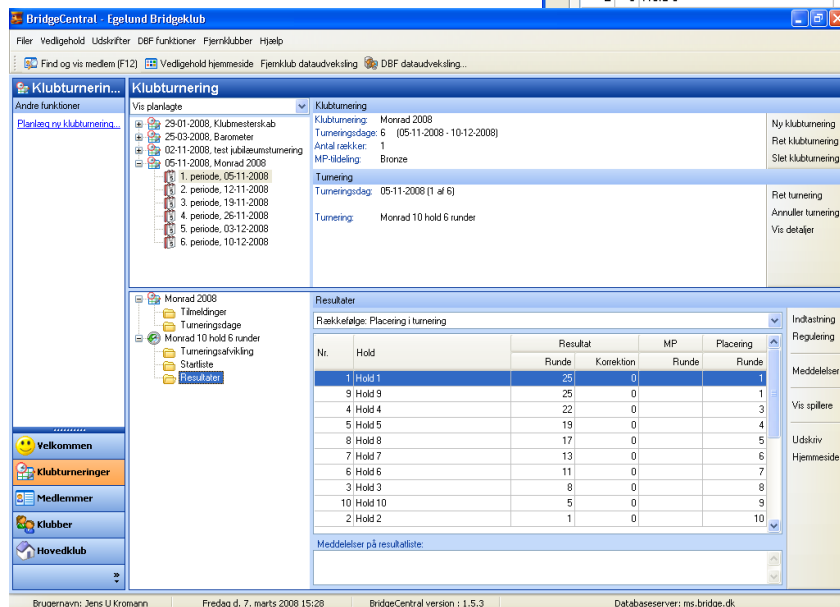 BridgeCentral - Egelund Bridgeklub
Filer Vedligehold Udskrifter DBF funktioner Fjernklubber Hjælp
Find og vis medlem (F12) Vedligehold hjemmeside Fjernklub dataudveksling DBF dataudveksling...
Klubturnerin...
Andre funktioner
Planlæg ny klubturnering...
Velkommen
Klubturneringer
Medlemmer
Klubber
Hovedklub
Klubturnering
Vis planlagte
29-01-2008, Klubmesterskab
25-03-2008, Barometer
02-11-2008, test jubilæumsturnering
05-11-2008, Monrad 2008
1. periode, 05-11-2008
2. periode, 12-11-2008
3. periode, 19-11-2008
4. periode, 26-11-2008
5. periode, 03-12-2008
6. periode, 10-12-2008
Klubturnering
Klubturnering: Monrad 2008
Turneringsdage: 6 (05-11-2008 - 10-12-2008)
Antal rækker: 1
MP-tildeling: Bronze
Ny klubturnering
Ret klubturnering
Slet klubturnering
Turnering
Turneringsdag: 05-11-2008 (1 af 6)
Turnering: Monrad 10 hold 6 runder
Ret turnering
Annuller turnering
Vis detaljer
Monrad 2008
Tilmeldinger
Turneringsdage
Monrad 10 hold 6 runder
Turneringsafvikling
Startliste
Resultater
Resultater
Rækkefølge: Placering i turnering
Nr. Hold Resultat MP Placering
Runde Korrektion Runde Runde
1 Hold 1 25 0 1
9 Hold 9 25 0 1
4 Hold 4 22 0 3
5 Hold 5 19 0 4
8 Hold 8 17 0 5
7 Hold 7 13 0 6
6 Hold 6 11 0 7
3 Hold 3 8 0 8
10 Hold 10 5 0 9
2 Hold 2 1 0 10
Meddelelser på resultatliste:
Indtastning
Regulering
Meddelelser
Vis spillere
Udskriv
Hjemmeside
Brugernavn: Jens U Kromann Fredag d. 7. marts 2008 15:28 BridgeCentral version : 1.5.3 Databaseserver: ms.bridge.dk